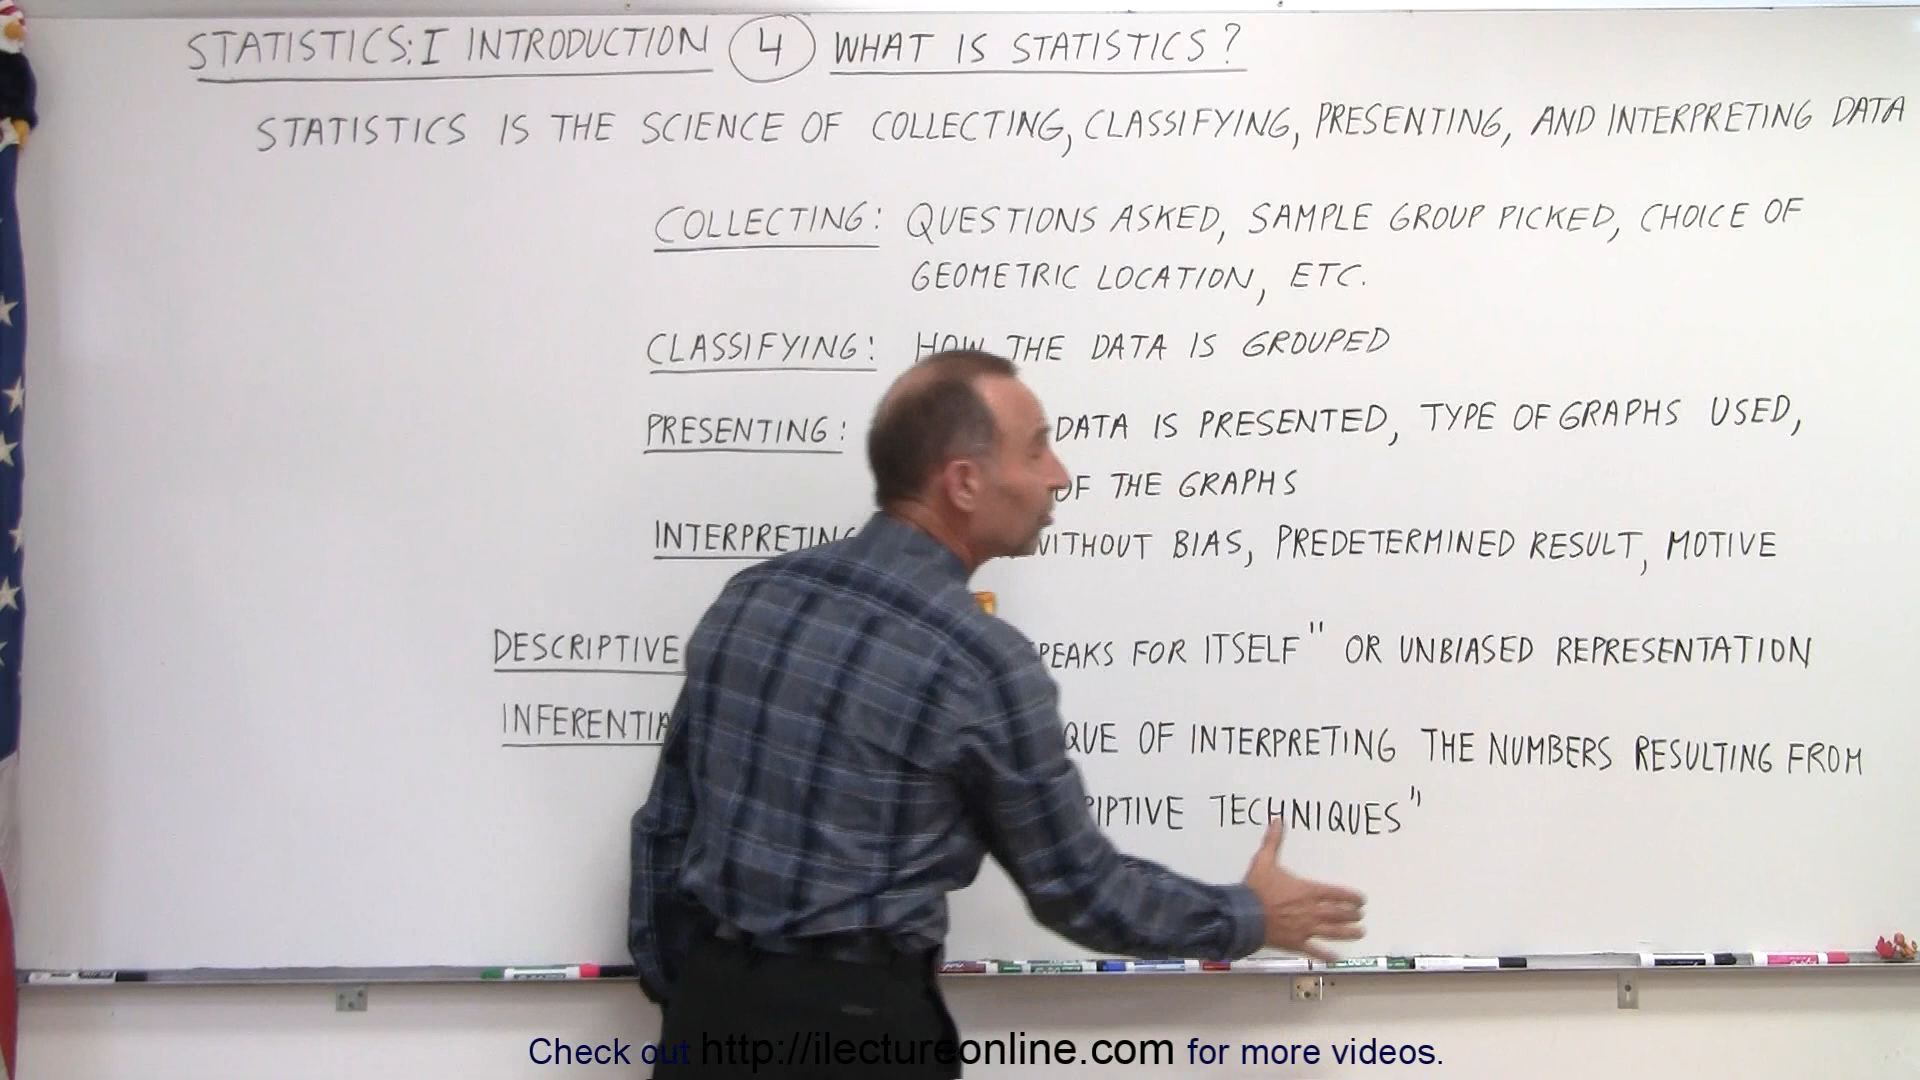 STATISTICS: I INTRODUCTION 4 WHAT IS STATISTICS?
STATISTICS IS THE SCIENCE OF COLLECTING, CLASSIFYING, PRESENTING, AND INTERPRETING DATA
COLLECTING: QUESTIONS ASKED, SAMPLE GROUP PICKED, CHOICE OF
GEOMETRIC LOCATION, ETC.
CLASSIFYING: HOW THE DATA IS GROUPED
PRESENTING: DATA IS PRESENTED, TYPE OF GRAPHS USED,
OF THE GRAPHS
INTERPRETING WITHOUT BIAS, PREDETERMINED RESULT, MOTIVE
DESCRIPTIVE FOR ITSELF" OR UNBIASED REPRESENTATION
OF INTERPRETING THE NUMBERS RESULTING FROM
TECHNIQUES"
Check out http://ilectureonline.com for more videos.